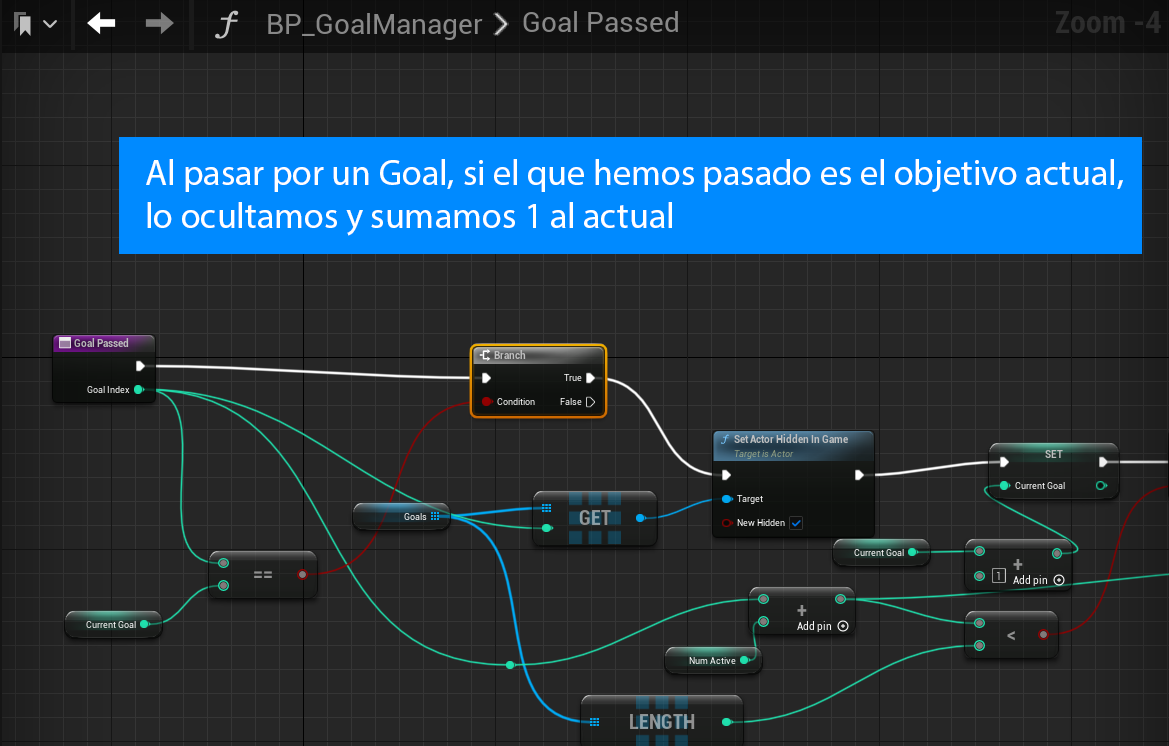 BP_GoalManager > Goal Passed
Zoom -4
Al pasar por un Goal, si el que hemos pasado es el objetivo actual,
lo ocultamos y sumamos 1 al actual
Goal Passed
Goal Index
Branch
True
Condition
False
Set Actor Hidden In Game
Target is Actor
Target
New Hidden
SET
Current Goal
Goals
GET
Current Goal
+
1
Add pin
==
Current Goal
+
Add pin
<
Num Active
LENGTH